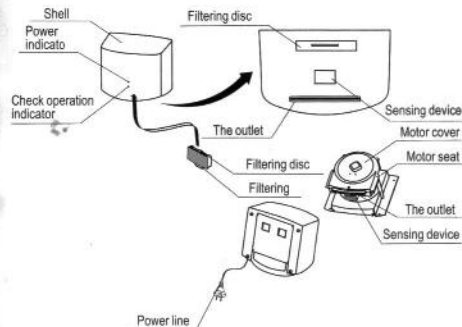 Shell
Power
indicato
Check operation
indicator
Filtering disc
Sensing device
The outlet
Motor cover
Motor seat
Filtering disc
Filtering
The outlet
Sensing device
Power line